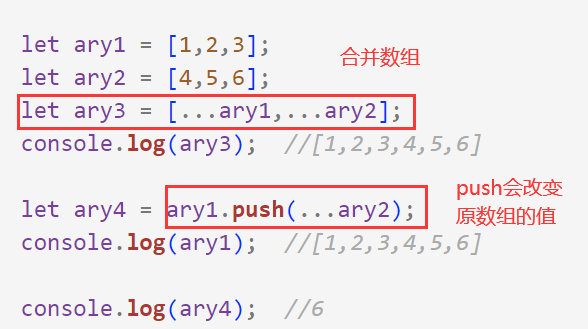 let ary1 = [1,2,3];
合并数组
let ary2 = [4,5,6];
let ary3 = [...ary1,...ary2];
console.log(ary3);  //[1,2,3,4,5,6]
let ary4 = ary1.push(...ary2);
push会改变
原数组的值
console.log(ary1);  //[1,2,3,4,5,6]
console.log(ary4);  //6